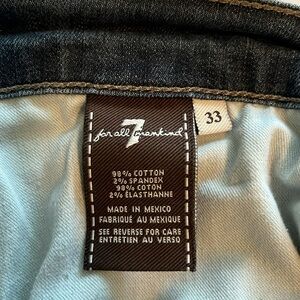 7
for all mankind
33
98% COTTON
2% SPANDEX
98% COTON
2% ÉLASTHANNE
MADE IN MEXICO
FABRIQUÉ AU MEXIQUE
SEE REVERSE FOR CARE
ENTRETIEN AU VERSO